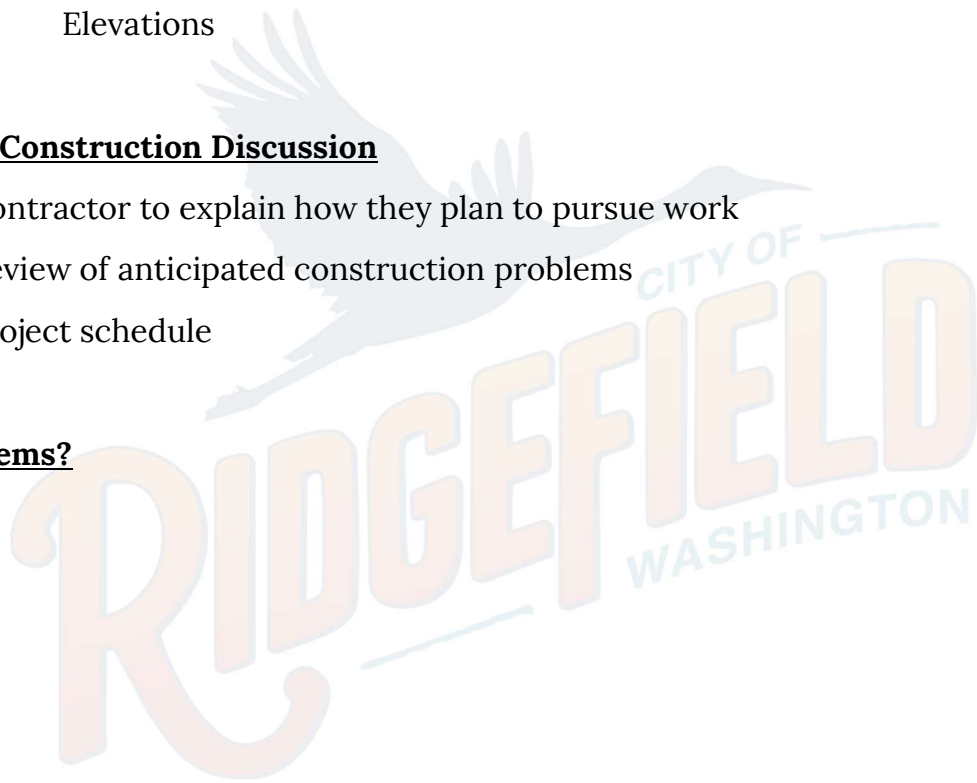 Elevations
Construction Discussion
ontractor to explain how they plan to pursue work
eview of anticipated construction problems
oject schedule
ems?
CITY OF
RIDGEFIELD
WASHINGTON